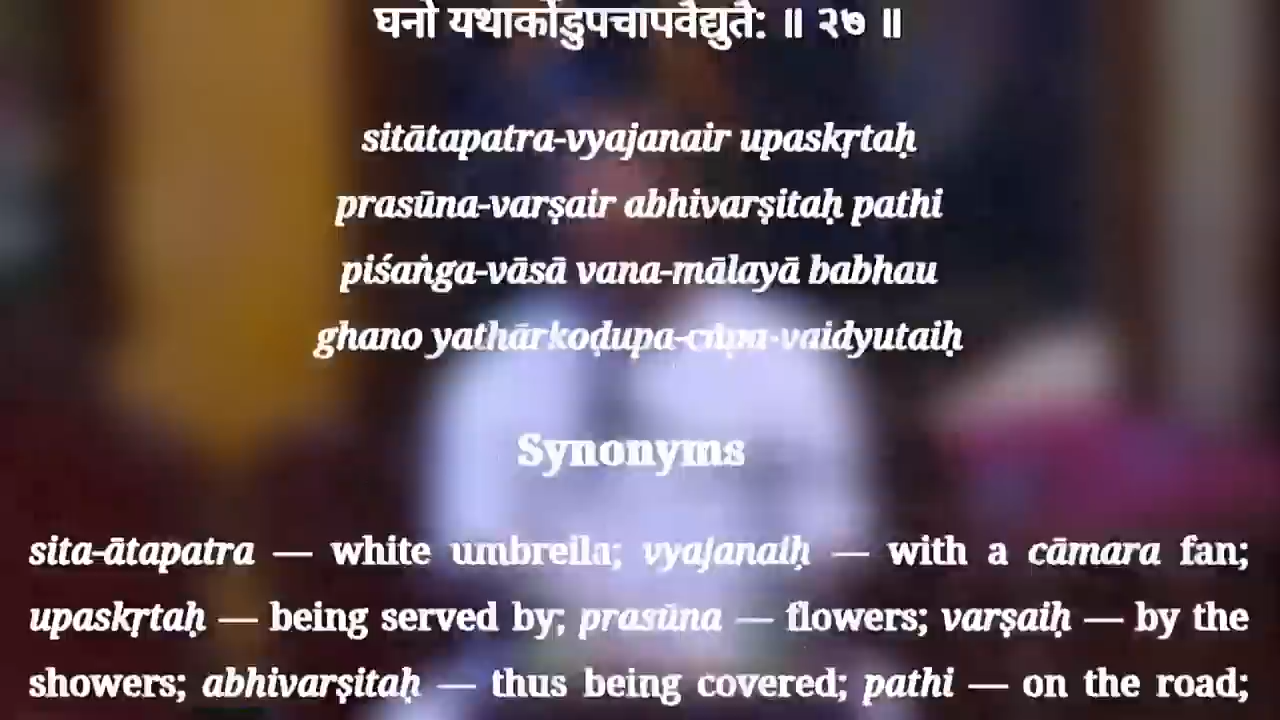 घनो यथार्कोडुपचापवैद्युतै: ॥ २७ ॥
sitātapatra-vyajanair upaskṛtaḥ
prasūna-varṣair abhivarṣitaḥ pathi
piśaṅga-vāsā vana-mālayā babhau
ghano yathārkoḍupa-cāpa-vaidyutaiḥ
Synonyms
sita-ātapatra — white umbrella; vyajanaiḥ — with a cāmara fan;
upaskṛtaḥ — being served by; prasūna — flowers; varṣaiḥ — by the
showers; abhivarṣitaḥ — thus being covered; pathi — on the road;